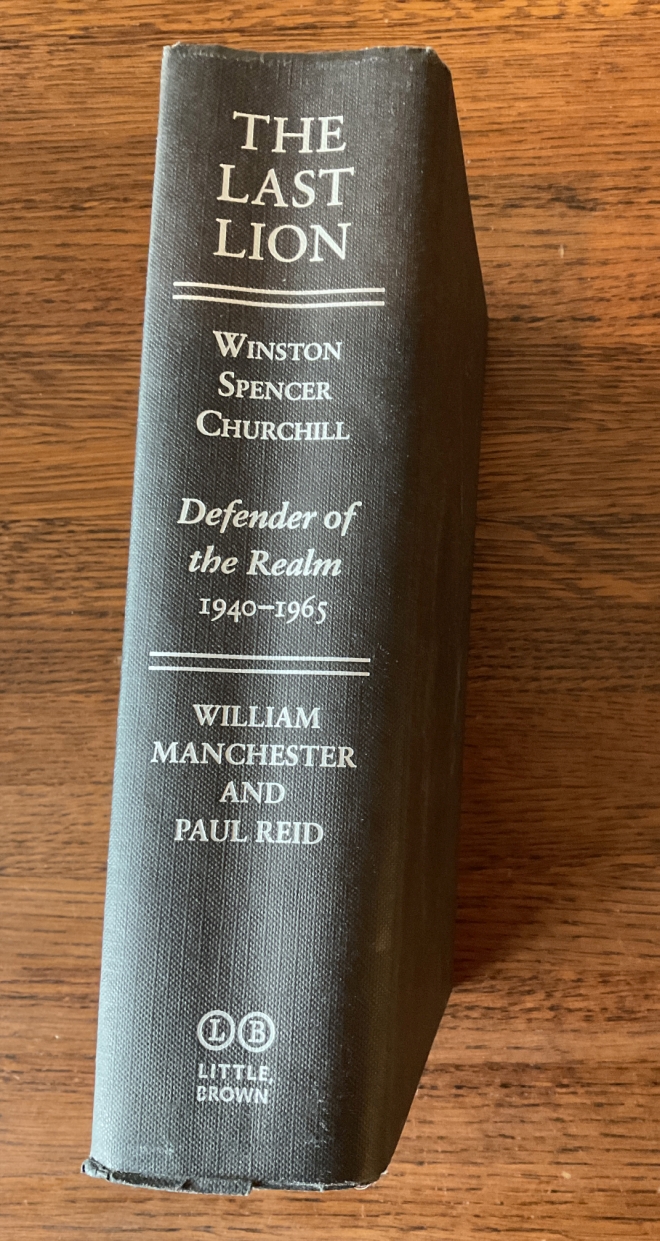 THE
LAST
LION
WINSTON
SPENCER
CHURCHILL
Defender of
the Realm
1940–1965
WILLIAM
MANCHESTER
AND
PAUL REID
L B
LITTLE,
BROWN